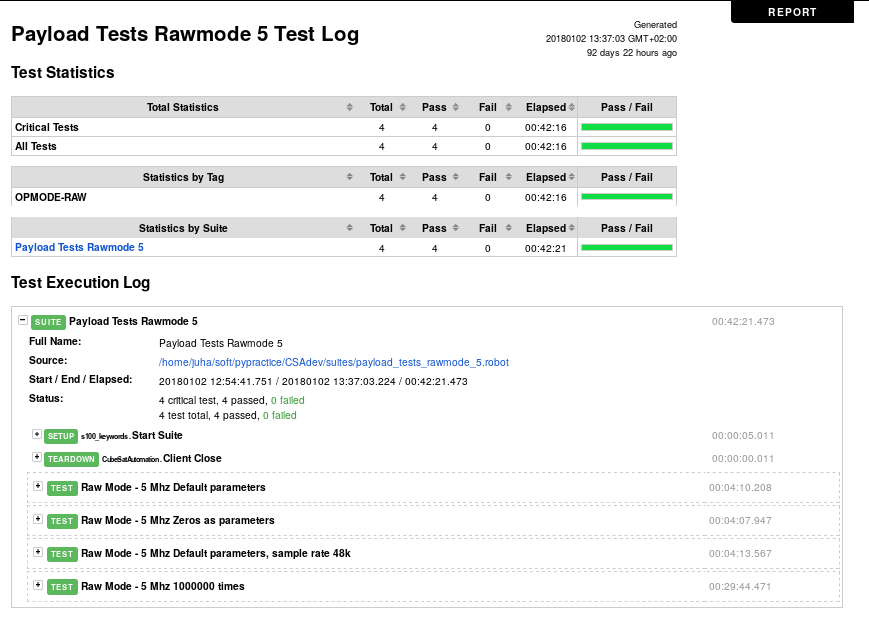 REPORT
Payload Tests Rawmode 5 Test Log
Generated
20180102 13:37:03 GMT+02:00
92 days 22 hours ago
Test Statistics
Total Statistics Total Pass Fail Elapsed Pass / Fail
Critical Tests 4 4 0 00:42:16
All Tests 4 4 0 00:42:16
Statistics by Tag Total Pass Fail Elapsed Pass / Fail
OPMODE-RAW 4 4 0 00:42:16
Statistics by Suite Total Pass Fail Elapsed Pass / Fail
Payload Tests Rawmode 5 4 4 0 00:42:21
Test Execution Log
SUITE Payload Tests Rawmode 5 00:42:21.473
Full Name: Payload Tests Rawmode 5
Source: /home/juha/soft/pypractice/CSAdev/suites/payload_tests_rawmode_5.robot
Start / End / Elapsed: 20180102 12:54:41.751 / 20180102 13:37:03.224 / 00:42:21.473
Status: 4 critical test, 4 passed, 0 failed
4 test total, 4 passed, 0 failed
SETUP s100_keywords.Start Suite 00:00:05.011
TEARDOWN CubeSatAutomation.Client Close 00:00:00.011
TEST Raw Mode - 5 Mhz Default parameters 00:04:10.208
TEST Raw Mode - 5 Mhz Zeros as parameters 00:04:07.947
TEST Raw Mode - 5 Mhz Default parameters, sample rate 48k 00:04:13.567
TEST Raw Mode - 5 Mhz 1000000 times 00:29:44.471